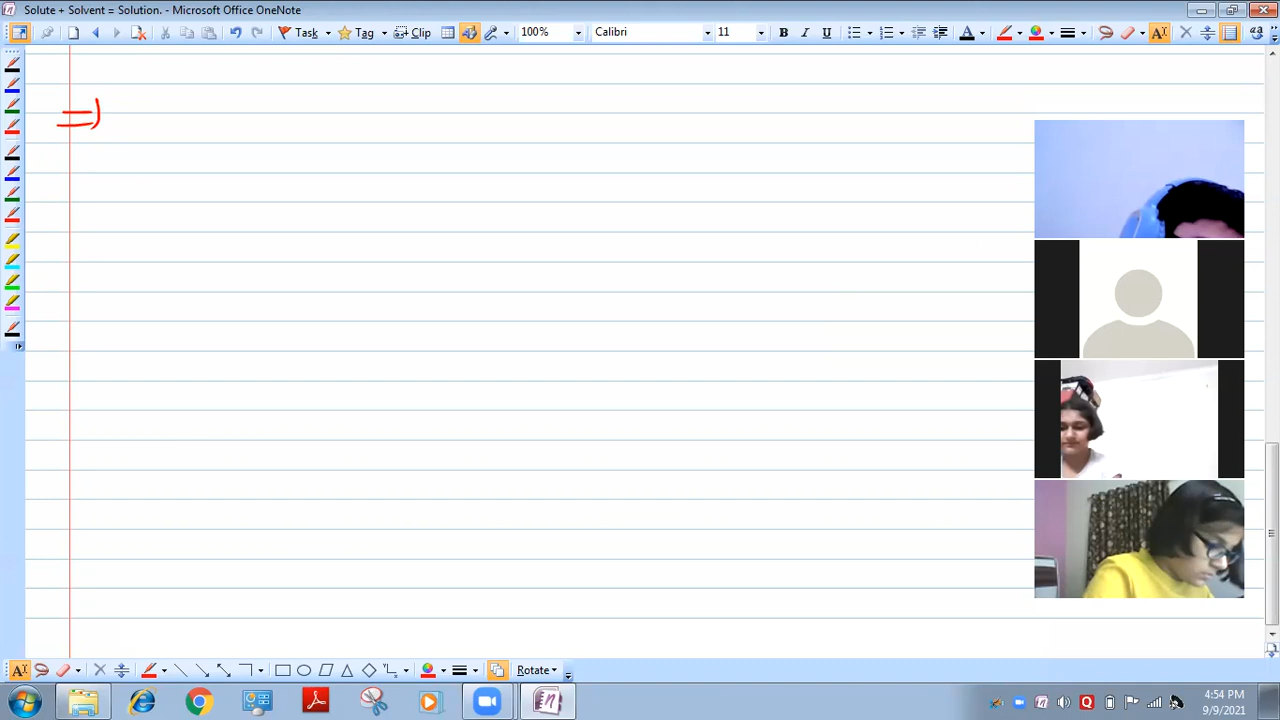 Solute + Solvent = Solution. - Microsoft Office OneNote
Task Tag Clip 100% Calibri 11 B I U
=)
Rotate
4:54 PM
9/9/2021